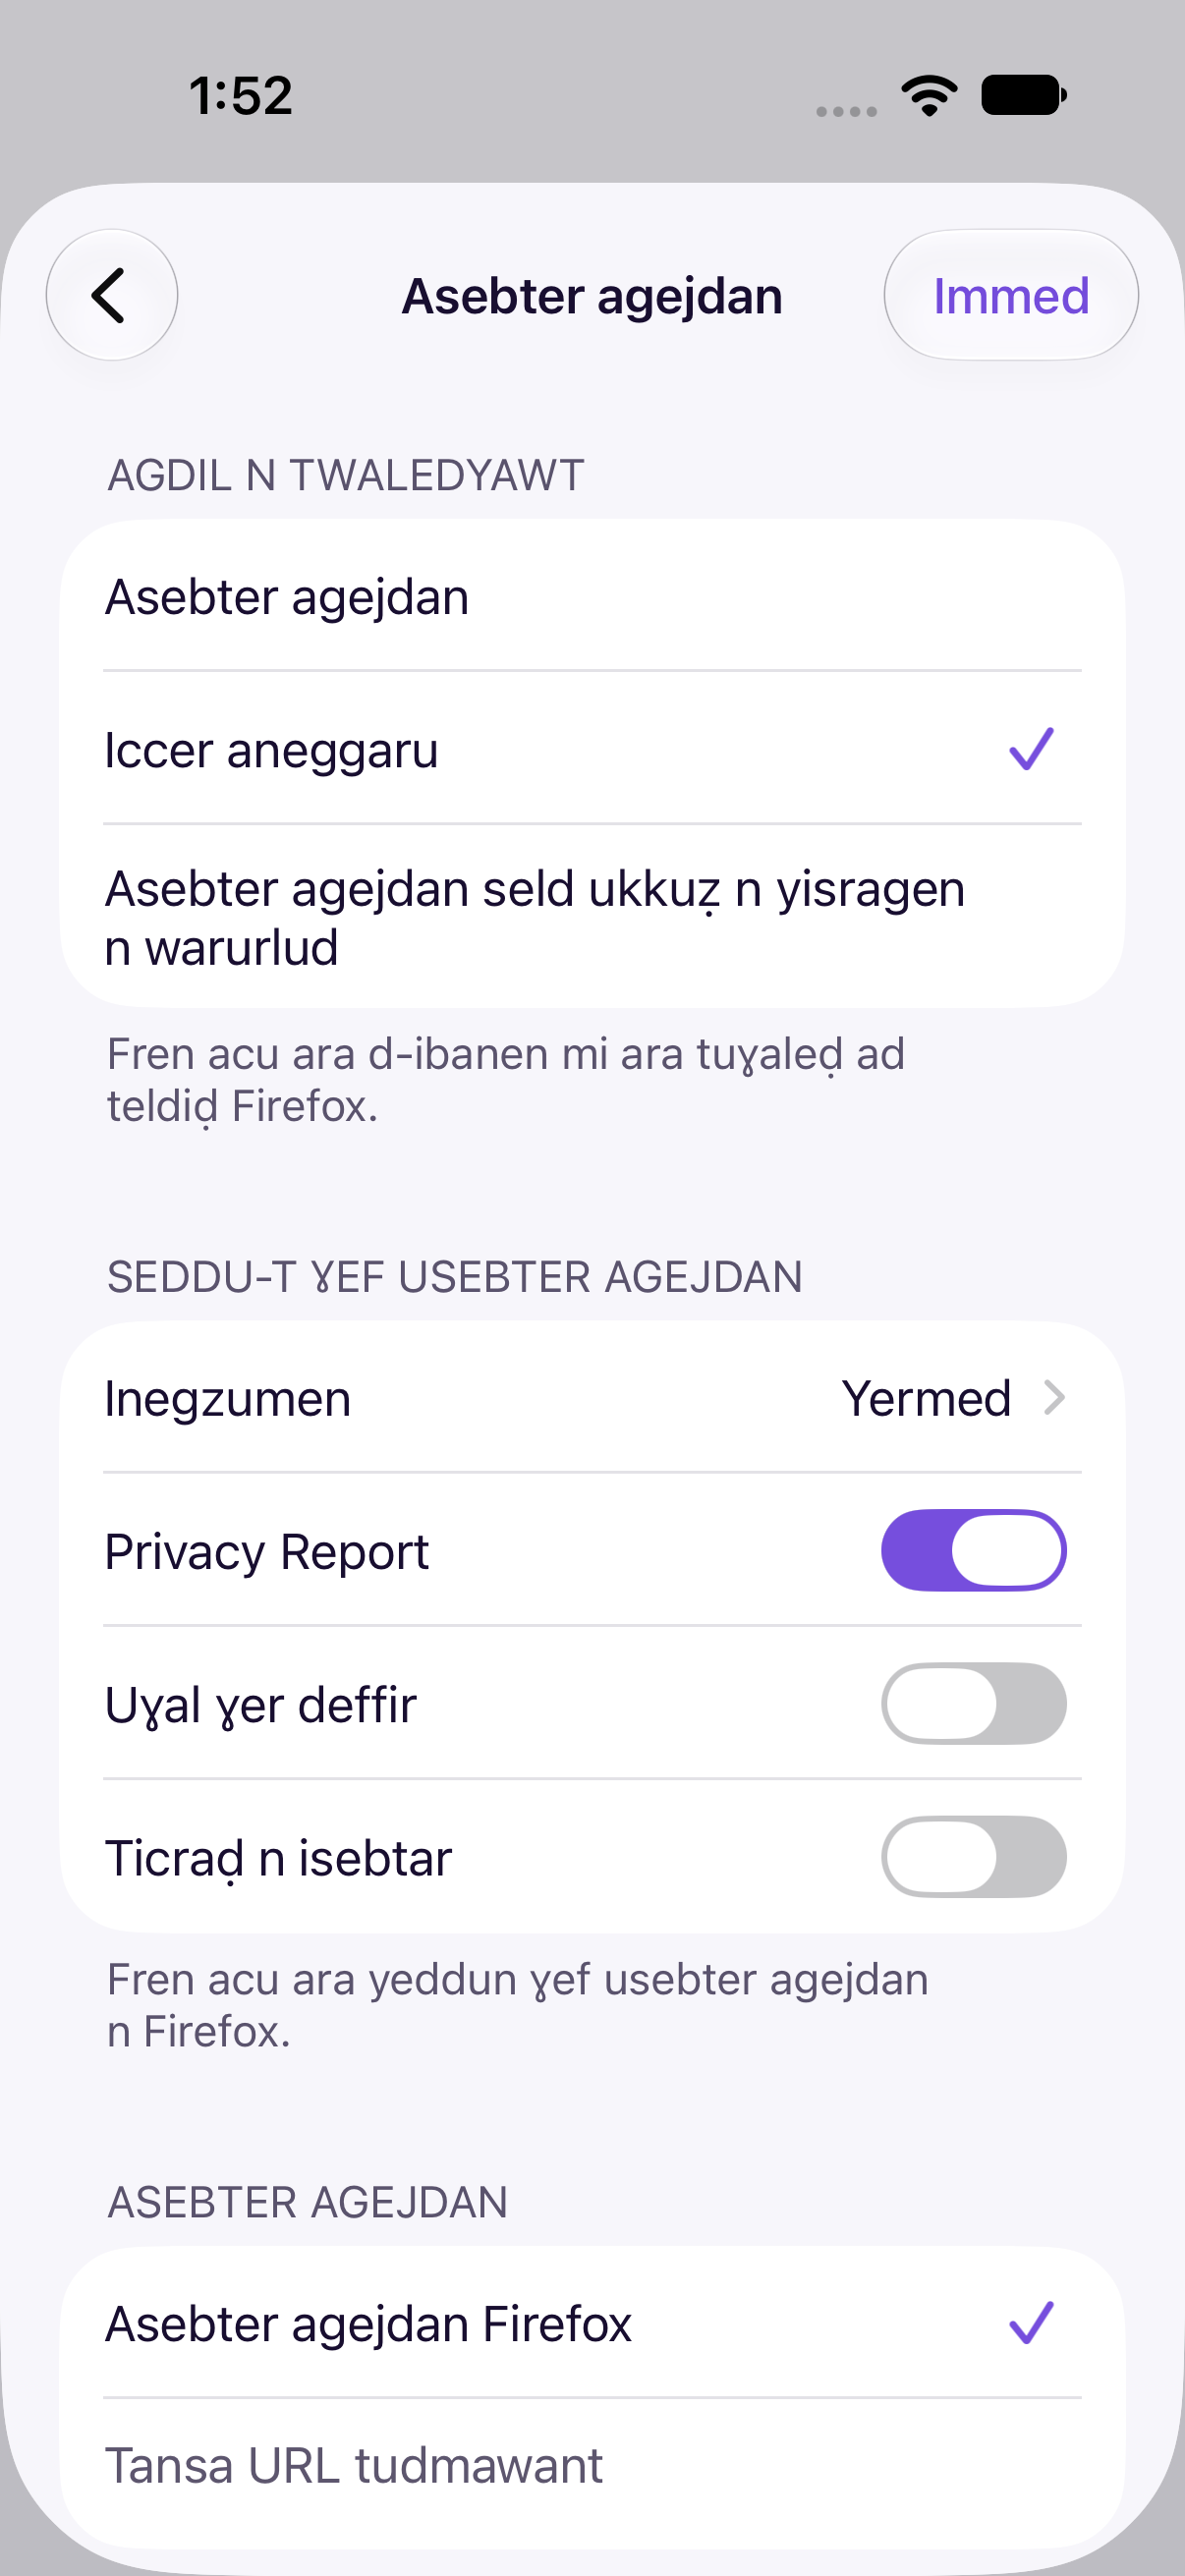 1:52
Asebter agejdan
Immed
AGDIL N TWALEDYAWT
Asebter agejdan
Iccer aneggaru
Asebter agejdan seld ukkuẓ n yisragen
n warurlud
Fren acu ara d-ibanen mi ara tuɣaleḍ ad
teldiḍ Firefox.
SEDDU-T ƔEF USEBTER AGEJDAN
Inegzumen
Yermed
Privacy Report
Uɣal ɣer deffir
Ticraḍ n isebtar
Fren acu ara yeddun ɣef usebter agejdan
n Firefox.
ASEBTER AGEJDAN
Asebter agejdan Firefox
Tansa URL tudmawant